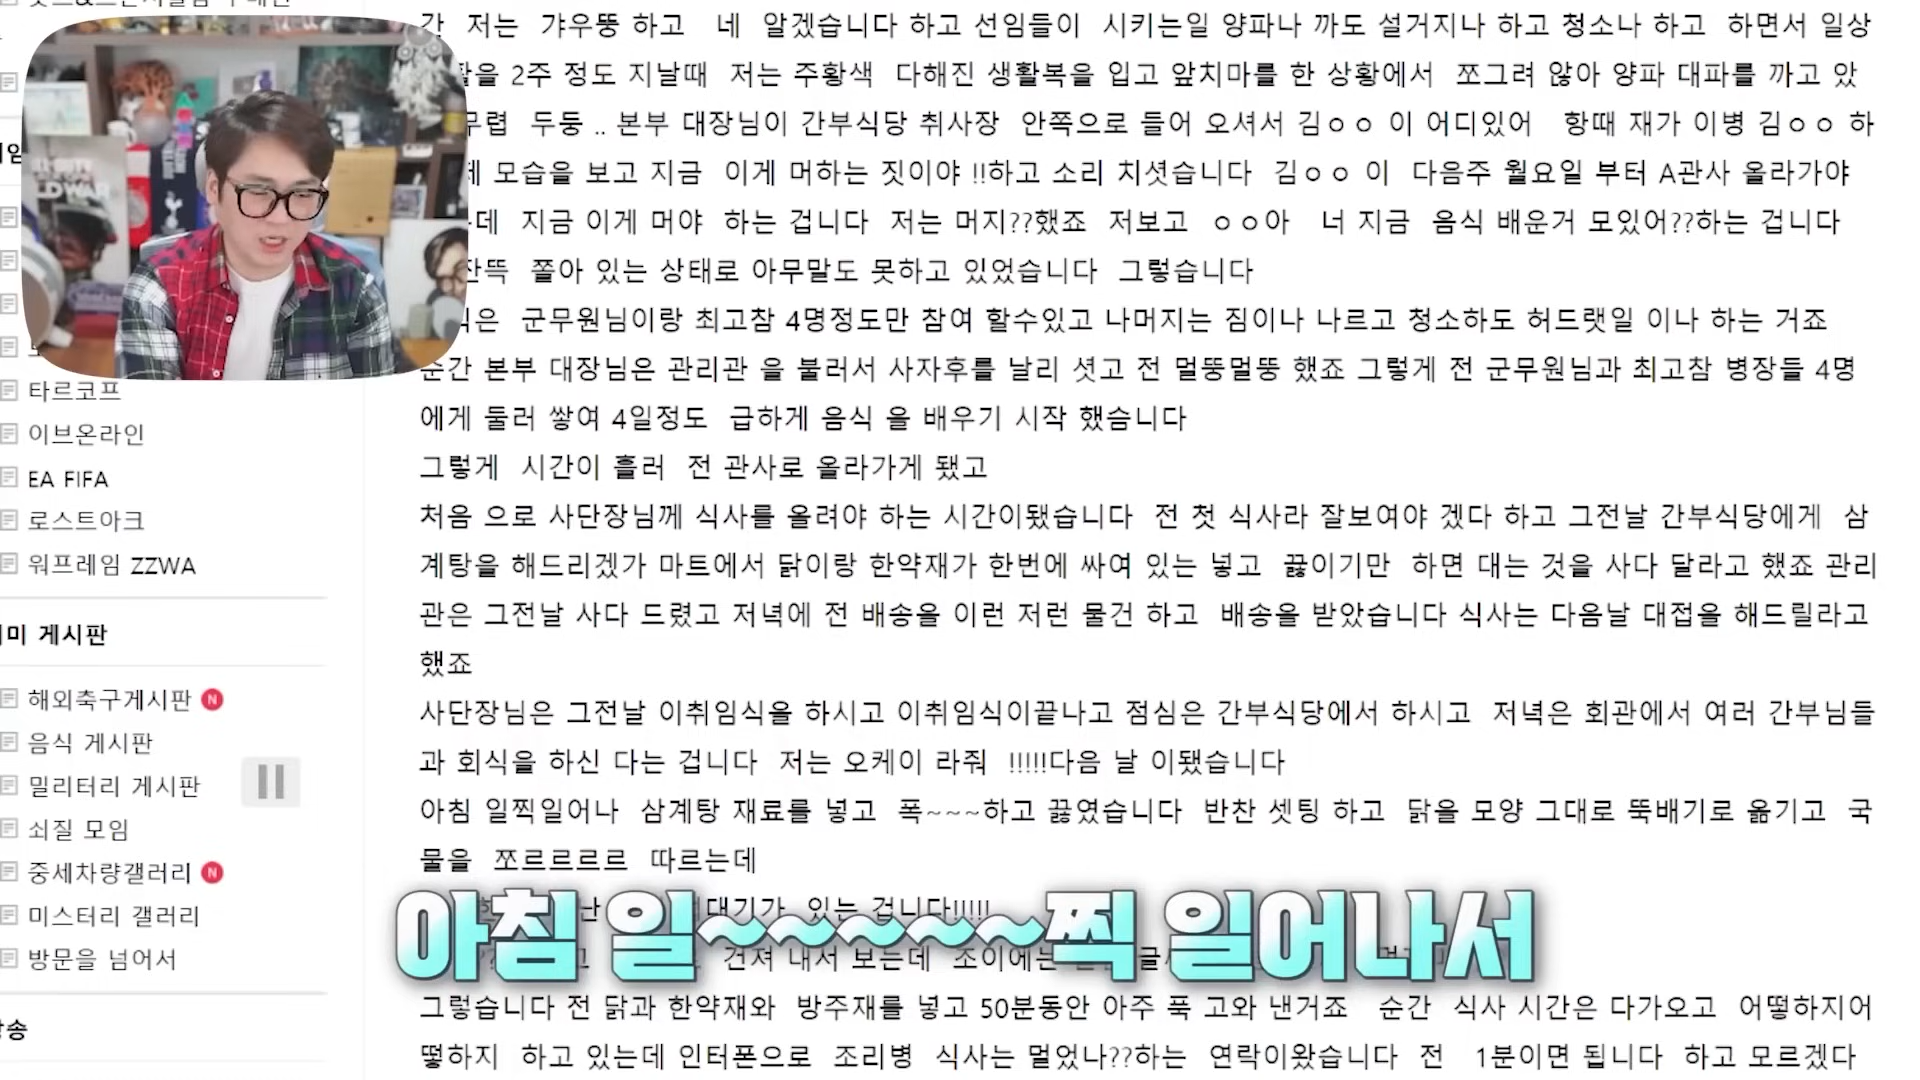 저는 갸우뚱 하고 네 알겠습니다 하고 선임들이 시키는일 양파나 까도 설거지나 하고 청소나 하고 하면서 일상
을 2주 정도 지날때 저는 주황색 다해진 생활복을 입고 앞치마를 한 상황에서 쪼그려 않아 양파 대파를 까고 았
무렵 두둥 .. 본부 대장님이 간부식당 취사장 안쪽으로 들어 오셔서 김ㅇㅇ 이 어디있어 항때 재가 이병 김ㅇㅇ 하
모습을 보고 지금 이게 머하는 짓이야 !!하고 소리 치셧습니다 김ㅇㅇ 이 다음주 월요일 부터 A관사 올라가야
데 지금 이게 머야 하는 겁니다 저는 머지??했죠 저보고 ㅇㅇ아 너 지금 음식 배운거 모있어??하는 겁니다
잔뜩 쫄아 있는 상태로 아무말도 못하고 있었습니다 그렇습니다
은 군무원님이랑 최고참 4명정도만 참여 할수있고 나머지는 짐이나 나르고 청소하도 허드랫일 이나 하는 거죠
순간 본부 대장님은 관리관 을 불러서 사자후를 날리 셧고 전 멀뚱멀뚱 했죠 그렇게 전 군무원님과 최고참 병장들 4명
에게 둘러 쌓여 4일정도 급하게 음식 을 배우기 시작 했습니다
그렇게 시간이 흘러 전 관사로 올라가게 됐고
처음 으로 사단장님께 식사를 올려야 하는 시간이됐습니다 전 첫 식사라 잘보여야 겠다 하고 그전날 간부식당에게 삼
계탕을 해드리겠가 마트에서 닭이랑 한약재가 한번에 싸여 있는 넣고 끓이기만 하면 대는 것을 사다 달라고 했죠 관리
관은 그전날 사다 드렸고 저녁에 전 배송을 이런 저런 물건 하고 배송을 받았습니다 식사는 다음날 대접을 해드릴라고
했죠
사단장님은 그전날 이취임식을 하시고 이취임식이끝나고 점심은 간부식당에서 하시고 저녁은 회관에서 여러 간부님들
과 회식을 하신 다는 겁니다 저는 오케이 라줘 !!!!!다음 날 이됐습니다
아침 일찍일어나 삼계탕 재료를 넣고 폭~~~하고 끓였습니다 반찬 셋팅 하고 닭을 모양 그대로 뚝배기로 옮기고 국
물을 쪼르르르르 따르는데
대기가 있는 겁니다!!!!!
건져 내서 보는데 조이에는
아침 일~~~~~찍 일어나서
그렇습니다 전 닭과 한약재와 방주재를 넣고 50분동안 아주 푹 고와 낸거죠 순간 식사 시간은 다가오고 어떻하지어
떻하지 하고 있는데 인터폰으로 조리병 식사는 멀었나??하는 연락이왔습니다 전 1분이면 됩니다 하고 모르겠다
타르코프
이브온라인
EA FIFA
로스트아크
워프레임 ZZWA
미 게시판
해외축구게시판 N
음식 게시판
밀리터리 게시판
쇠질 모임
중세차량갤러리 N
미스터리 갤러리
방문을 넘어서
송